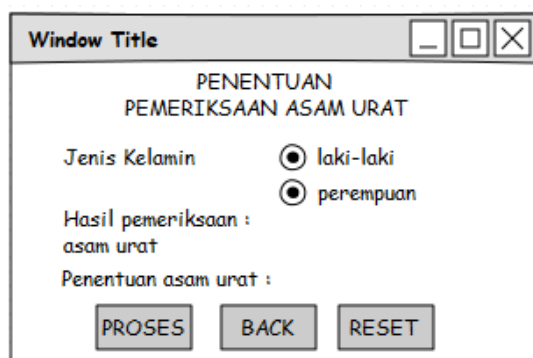 Window Title
PENENTUAN
PEMERIKSAAN ASAM URAT
Jenis Kelamin
laki-laki
perempuan
Hasil pemeriksaan :
asam urat
Penentuan asam urat :
PROSES BACK RESET